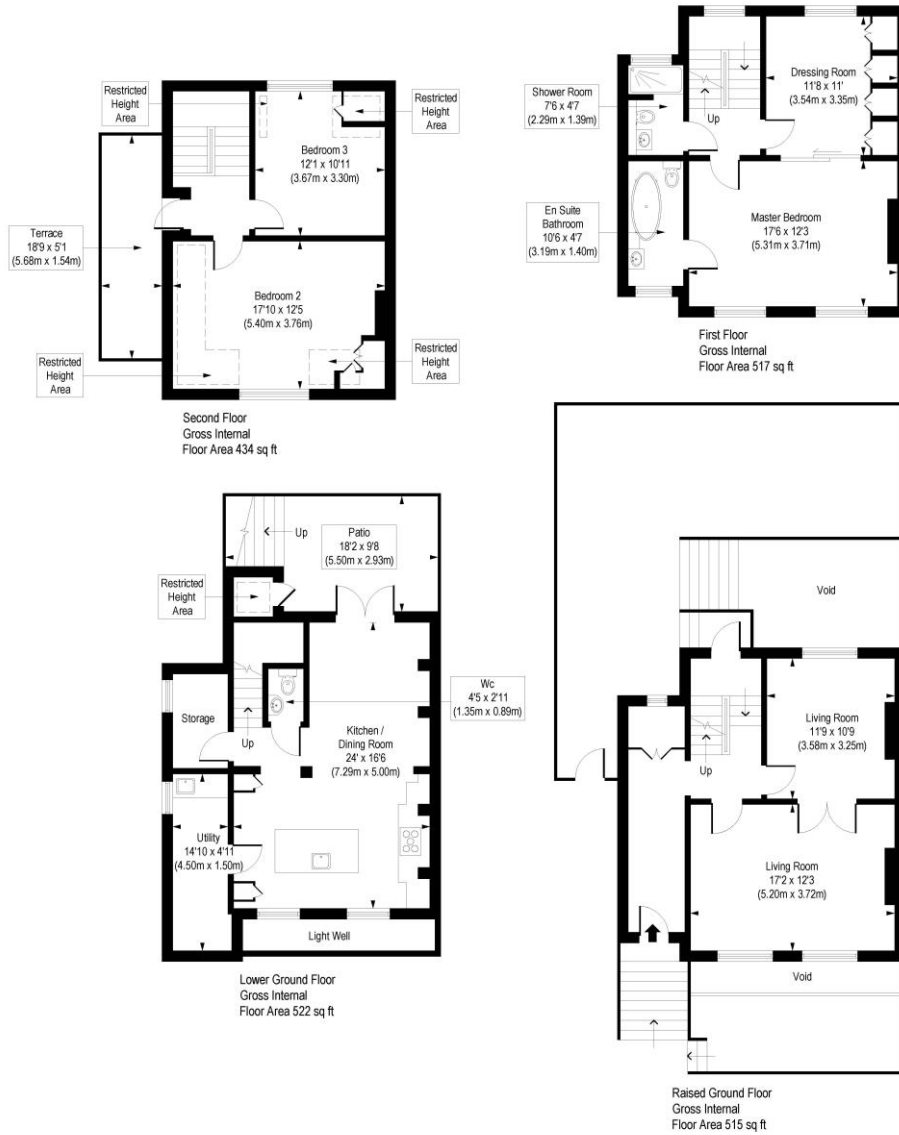 Restricted
Height
Area
Restricted
Height
Area
Bedroom 3
12'1 x 10'11
(3.67m x 3.30m)
Terrace
18'9 x 5'1
(5.68m x 1.54m)
Bedroom 2
17'10 x 12'5
(5.40m x 3.76m)
Restricted
Height
Area
Restricted
Height
Area
Second Floor
Gross Internal
Floor Area 434 sq ft
Shower Room
7'6 x 4'7
(2.29m x 1.39m)
Up
Dressing Room
11'8 x 11'
(3.54m x 3.35m)
En Suite
Bathroom
10'6 x 4'7
(3.19m x 1.40m)
Master Bedroom
17'6 x 12'3
(5.31m x 3.71m)
First Floor
Gross Internal
Floor Area 517 sq ft
Up
Patio
18'2 x 9'8
(5.50m x 2.93m)
Restricted
Height
Area
Wc
4'5 x 2'11
(1.35m x 0.89m)
Storage
Up
Kitchen /
Dining Room
24' x 16'6
(7.29m x 5.00m)
Utility
14'10 x 4'11
(4.50m x 1.50m)
Light Well
Lower Ground Floor
Gross Internal
Floor Area 522 sq ft
Void
Living Room
11'9 x 10'9
(3.58m x 3.25m)
Up
Living Room
17'2 x 12'3
(5.20m x 3.72m)
Void
Raised Ground Floor
Gross Internal
Floor Area 515 sq ft